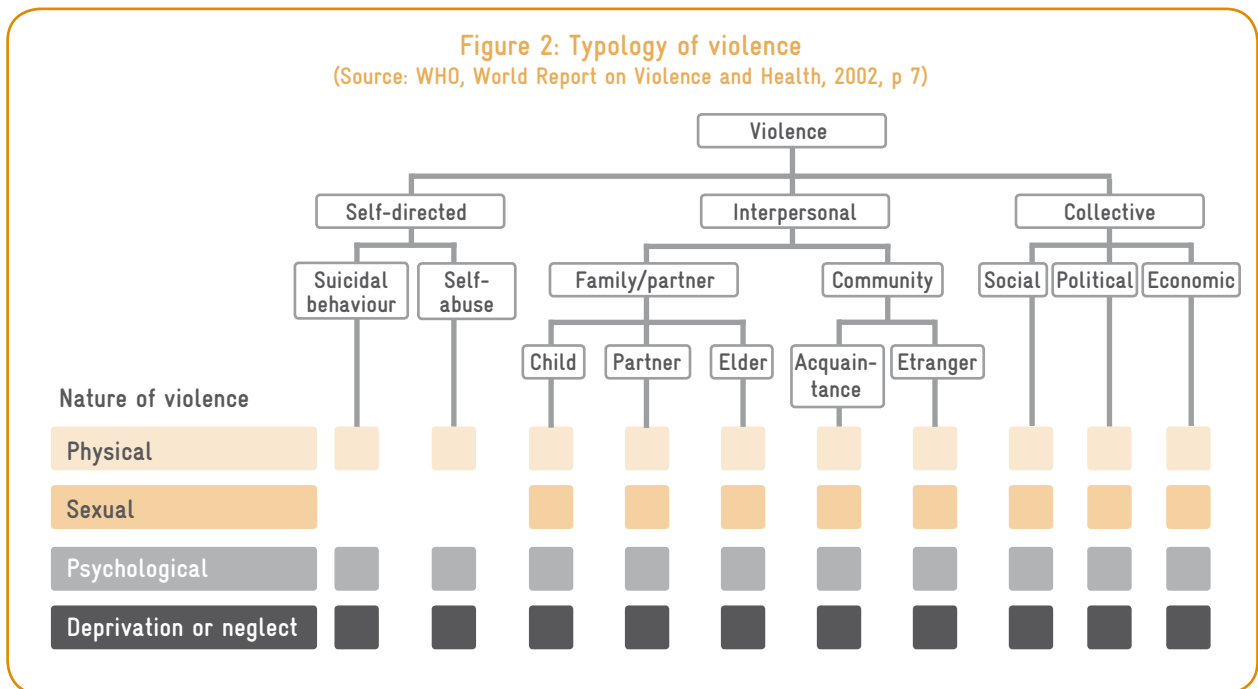 Figure 2: Typology of violence
(Source: WHO, World Report on Violence and Health, 2002, p 7)
Violence
Self-directed
Interpersonal
Collective
Suicidal
behaviour
Self-
abuse
Family/partner
Community
Social
Political
Economic
Child
Partner
Elder
Acquain-
tance
Etranger
Nature of violence
Physical
Sexual
Psychological
Deprivation or neglect